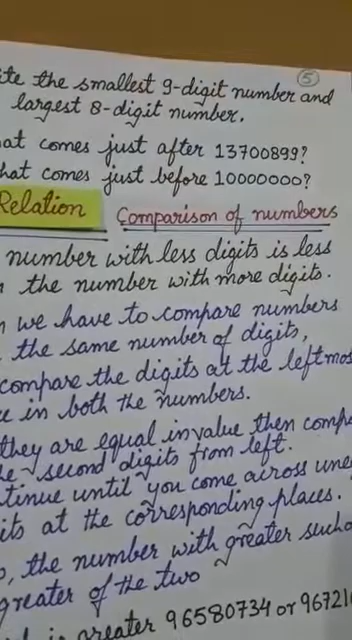 5
te the smallest 9-digit number and
largest 8-digit number.
at comes just after 13700899?
hat comes just before 10000000?
Relation Comparison of numbers
number with less digits is less
the number with more digits.
we have to compare numbers
the same number of digits,
compare the digits at the leftmos
in both the numbers.
they are equal in value then comp
second digits from left.
tinue until you come across une
its at the corresponding places.
, the number with greater such
greater of the two
is greater 96580734 or 96721